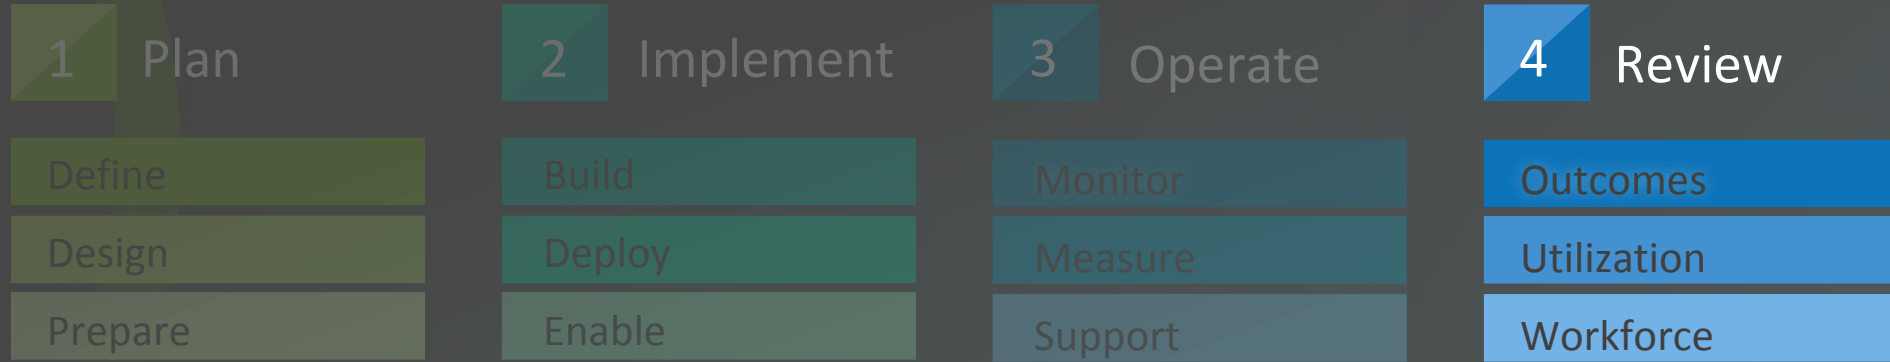 1 Plan
Define
Design
Prepare
2 Implement
Build
Deploy
Enable
3 Operate
Monitor
Measure
Support
4 Review
Outcomes
Utilization
Workforce